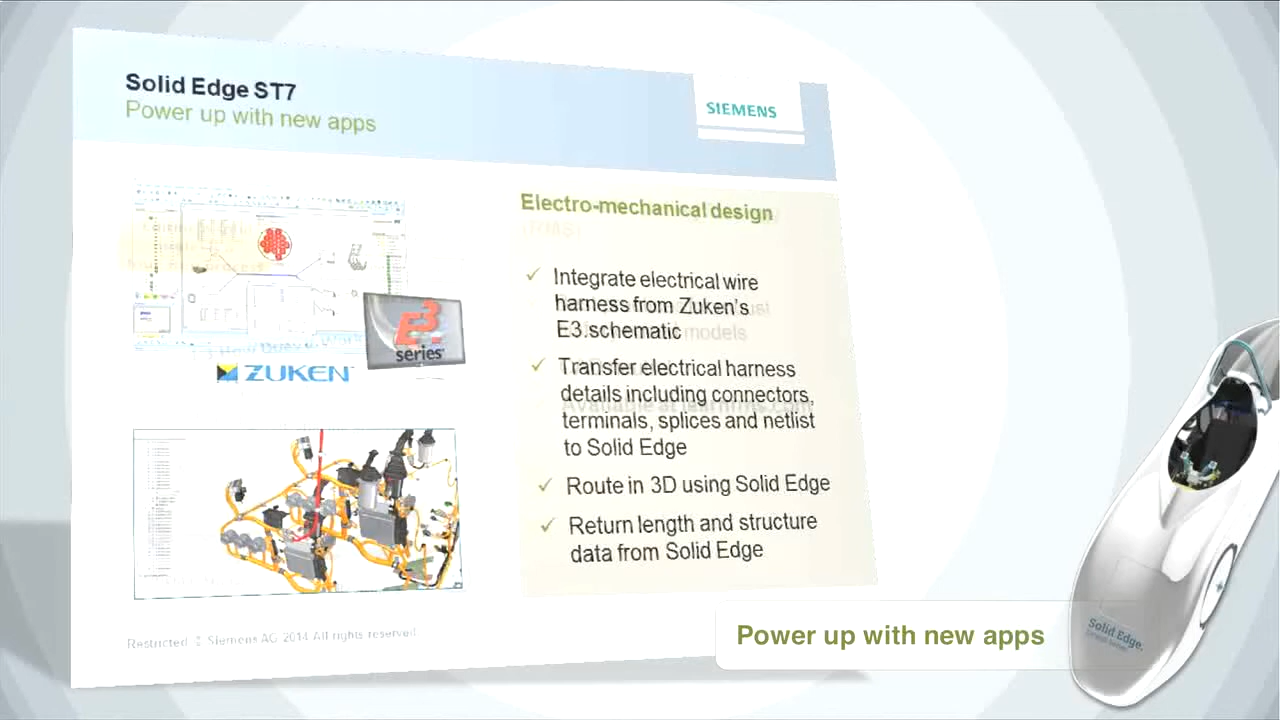 Solid Edge ST7
Power up with new apps
SIEMENS
Electro-mechanical design
Integrate electrical wire
harness from Zuken's
E3.schematic
models
Transfer electrical harness
details including connectors,
terminals, splices and netlist
to Solid Edge
Route in 3D using Solid Edge
Return length and structure
data from Solid Edge
E3
series
ZUKEN
Restricted © Siemens AG 2014 All rights reserved
Power up with new apps
Solid Edge.